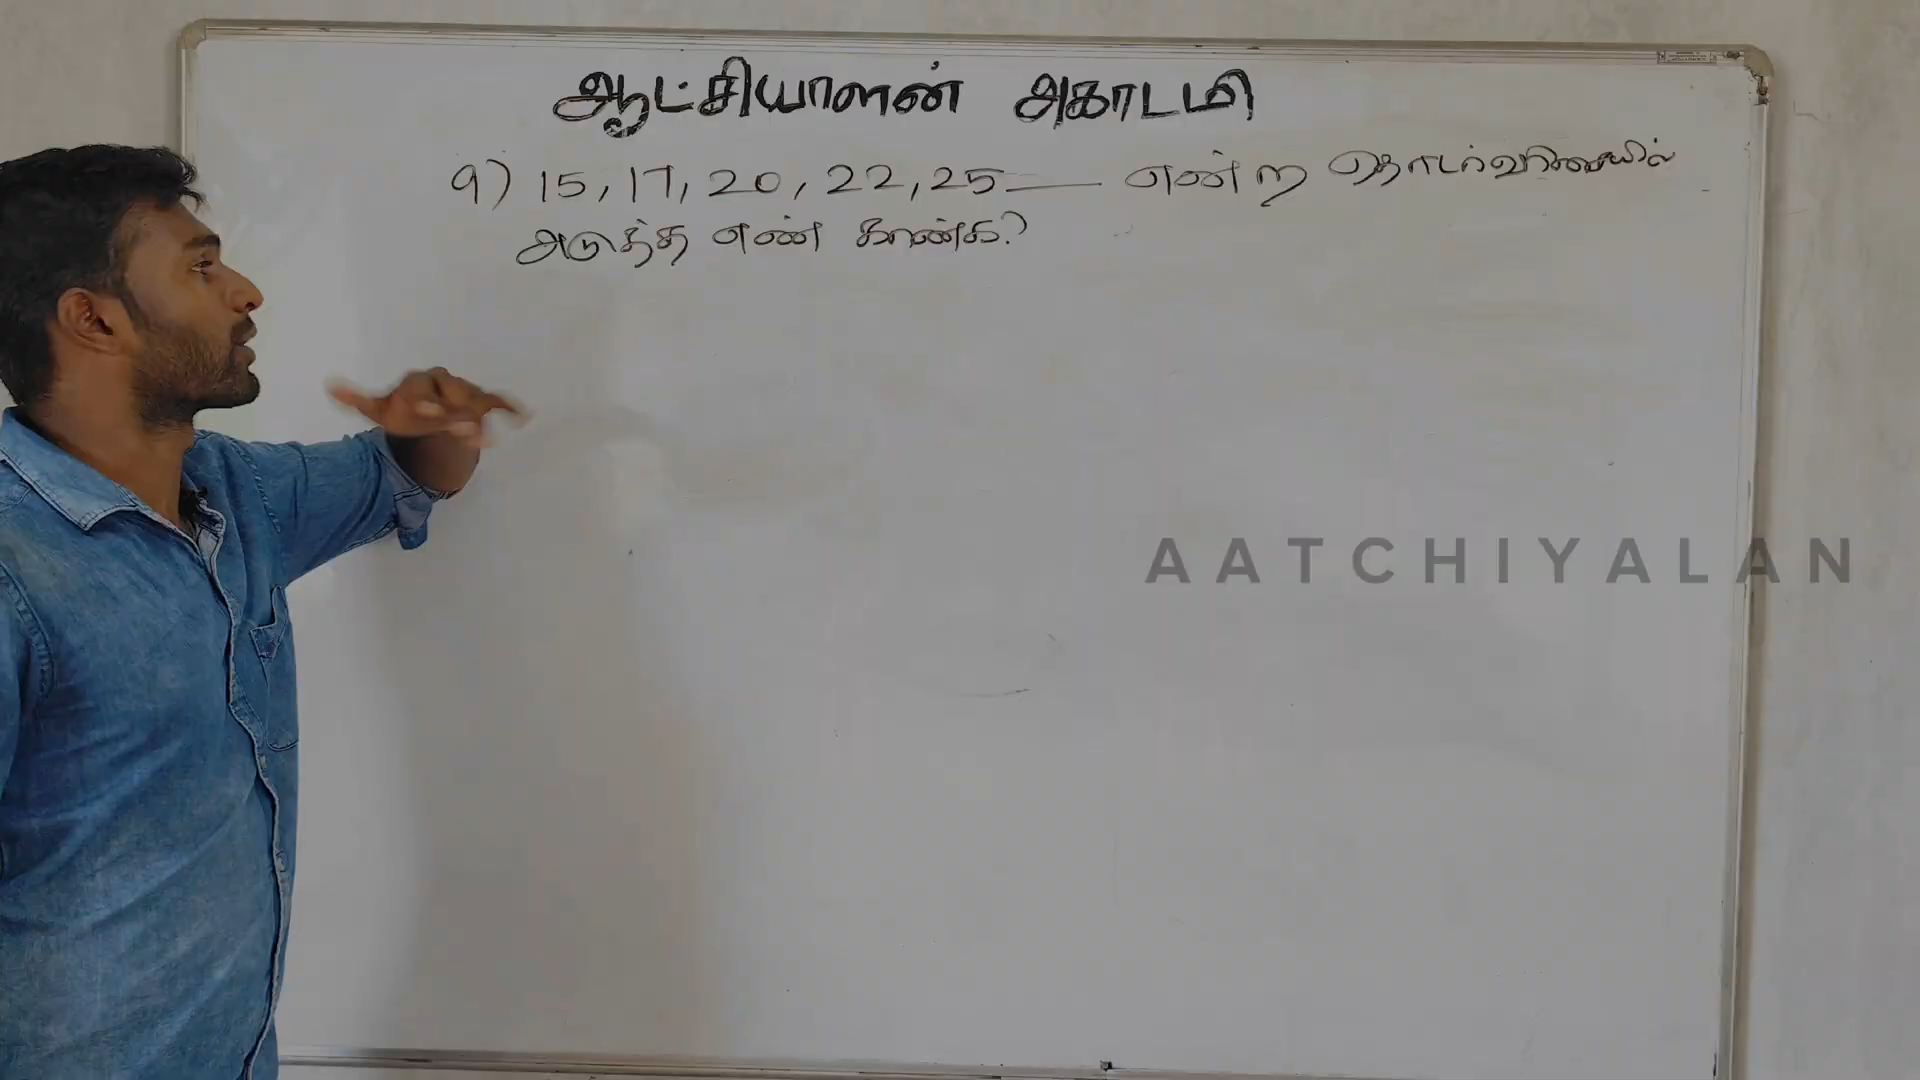 ஆட்சியாளன் அகாடமி
9) 15, 17, 20, 22, 25 ___ என்ற தொடர்வரிசையில்
அடுத்த எண் காண்க?
AATCHIYALAN